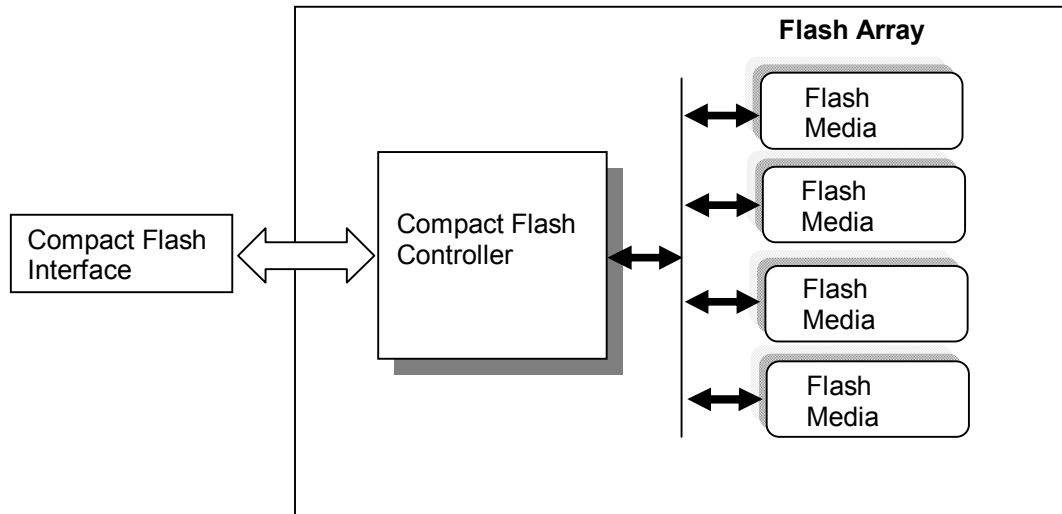 Flash Array
Flash
Media
Flash
Media
Compact Flash
Interface
Compact Flash
Controller
Flash
Media
Flash
Media